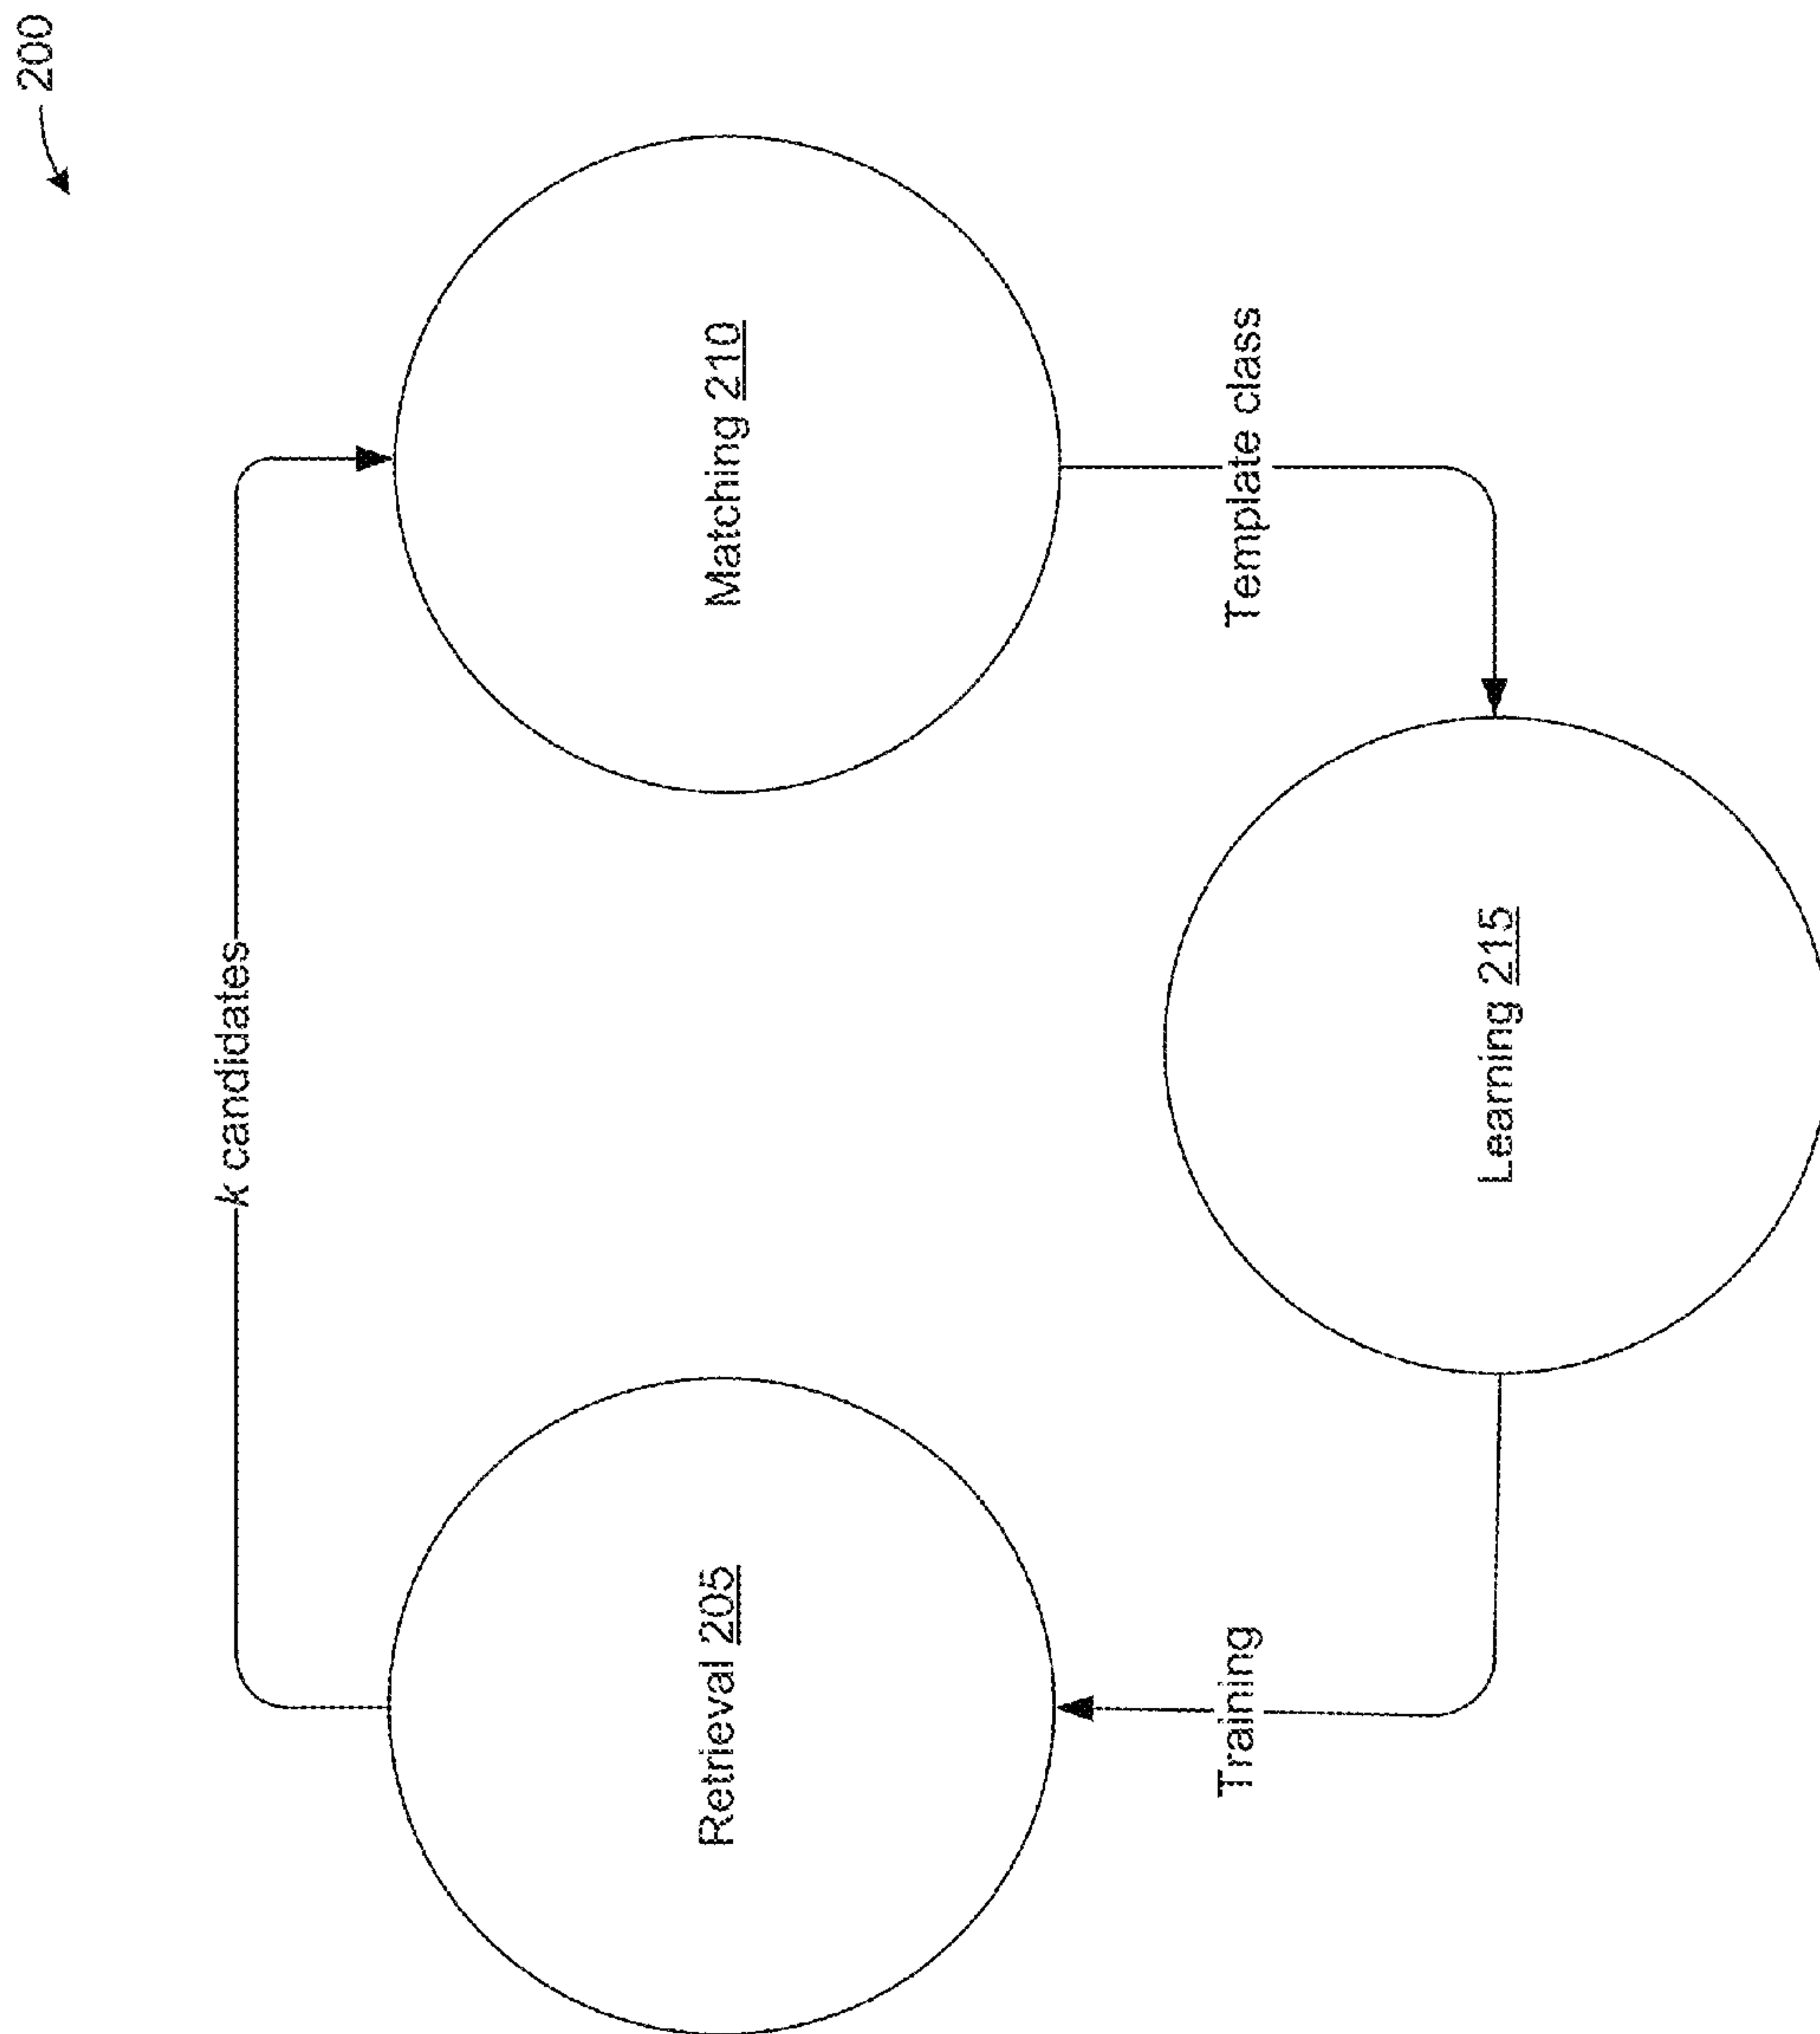 200
k candidates
Retrieval 205
Matching 210
Training
Template class
Learning 215